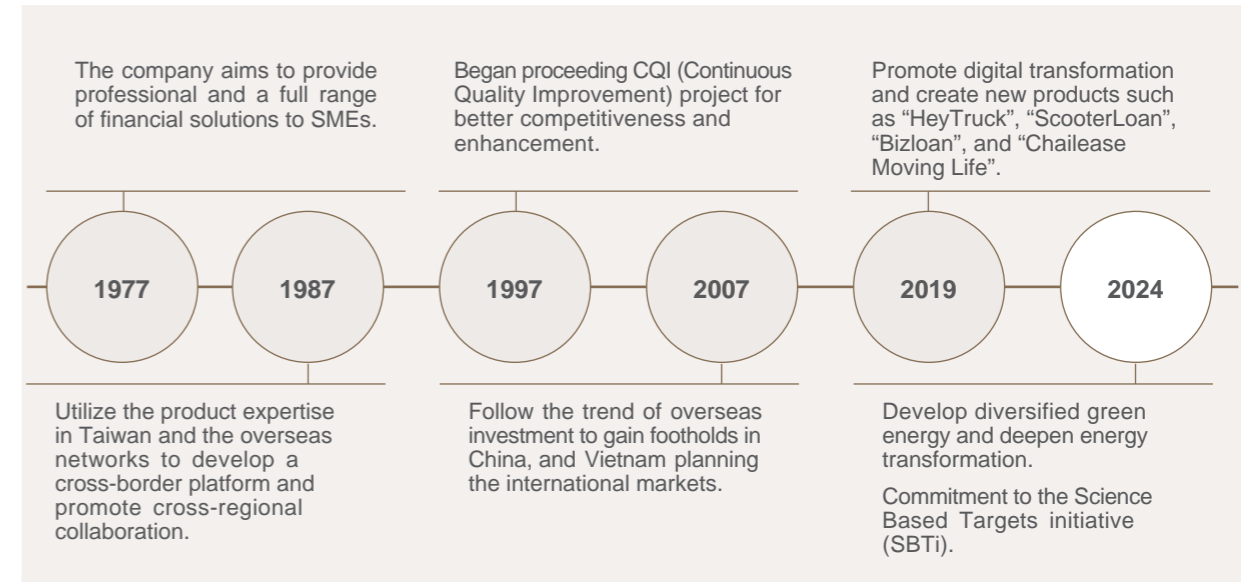 The company aims to provide
professional and a full range
of financial solutions to SMEs.
Began proceeding CQI (Continuous
Quality Improvement) project for
better competitiveness and
enhancement.
Promote digital transformation
and create new products such
as “HeyTruck”, “ScooterLoan”,
“Bizloan”, and “Chailease
Moving Life”.
1977
1987
1997
2007
2019
2024
Utilize the product expertise
in Taiwan and the overseas
networks to develop a
cross-border platform and
promote cross-regional
collaboration.
Follow the trend of overseas
investment to gain footholds in
China, and Vietnam planning
the international markets.
Develop diversified green
energy and deepen energy
transformation.
Commitment to the Science
Based Targets initiative
(SBTi).